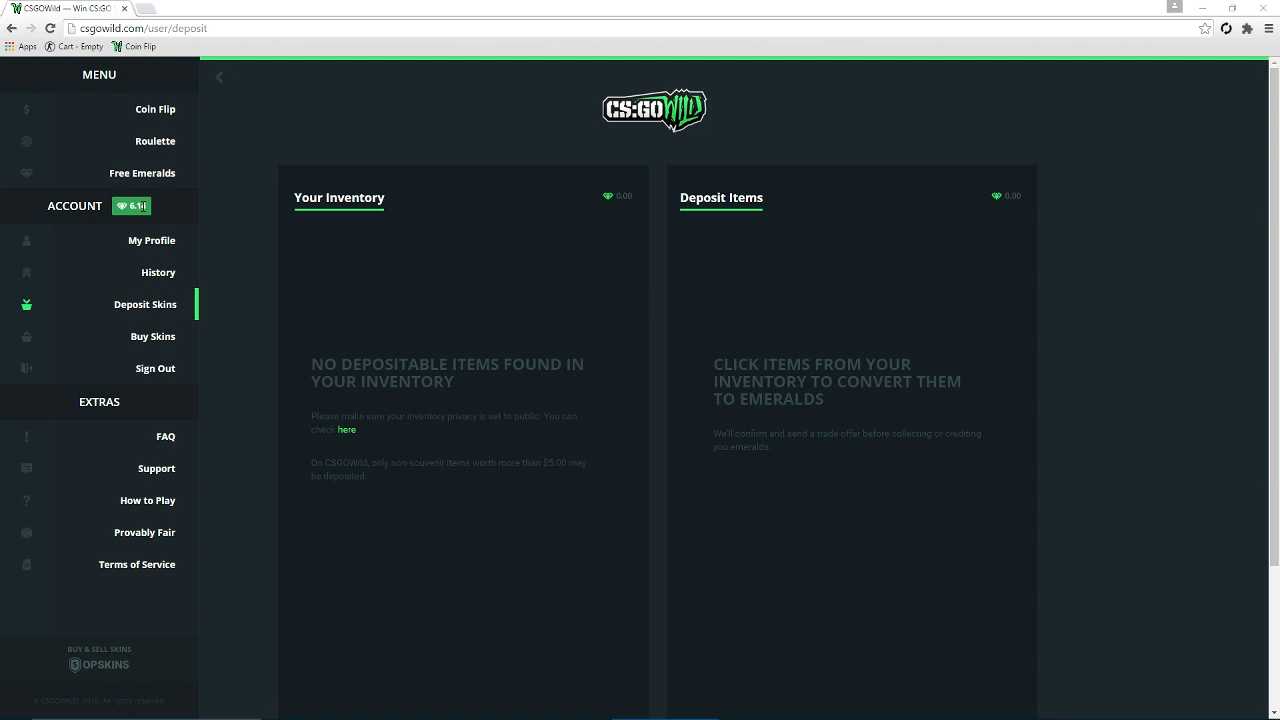 CSGOWild — Win CS:GO
csgowild.com/user/deposit
Apps Cart - Empty Coin Flip
MENU
Coin Flip
Roulette
Free Emeralds
ACCOUNT
My Profile
History
Deposit Skins
Buy Skins
Sign Out
EXTRAS
FAQ
Support
How to Play
Provably Fair
Terms of Service
BUY & SELL SKINS
OPSKINS
© CSGOWILD, 2016. All rights reserved.
CS:GO WILD
Your Inventory 0.00
NO DEPOSITABLE ITEMS FOUND IN
YOUR INVENTORY
Please make sure your inventory privacy is set to public. You can
check here
On CSGOWild, only non-souvenir items worth more than $5.00 may
be deposited.
Deposit Items 0.00
CLICK ITEMS FROM YOUR
INVENTORY TO CONVERT THEM
TO EMERALDS
We'll confirm and send a trade offer before collecting or crediting
you emeralds.